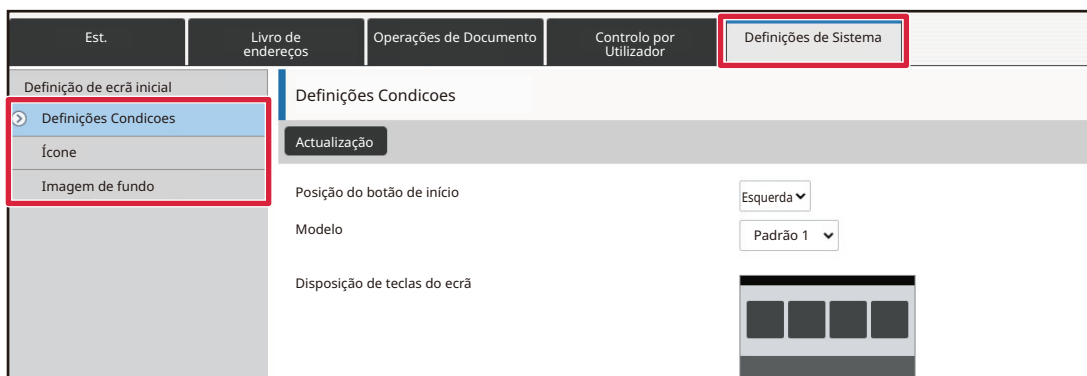 Est.
Livro de
endereços
Operações de Documento
Controlo por
Utilizador
Definições de Sistema
Definição de ecrã inicial
Definições Condicoes
Ícone
Imagem de fundo
Definições Condicoes
Actualização
Posição do botão de início
Esquerda
Modelo
Padrão 1
Disposição de teclas do ecrã